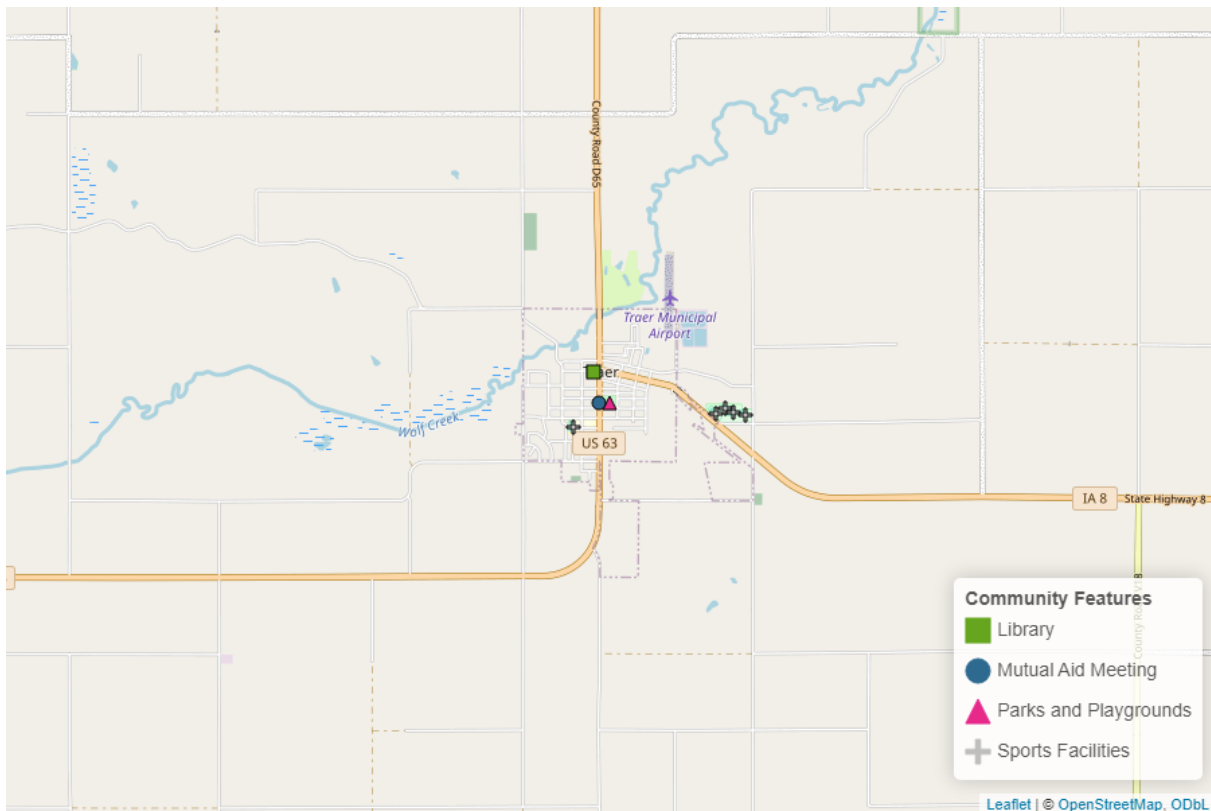 County Road D65
Traer Municipal
Airport
Wolf Creek
US 63
IA 8
State Highway 8
County Road V18
Community Features
Library
Mutual Aid Meeting
Parks and Playgrounds
Sports Facilities
Leaflet | © OpenStreetMap, ODbL